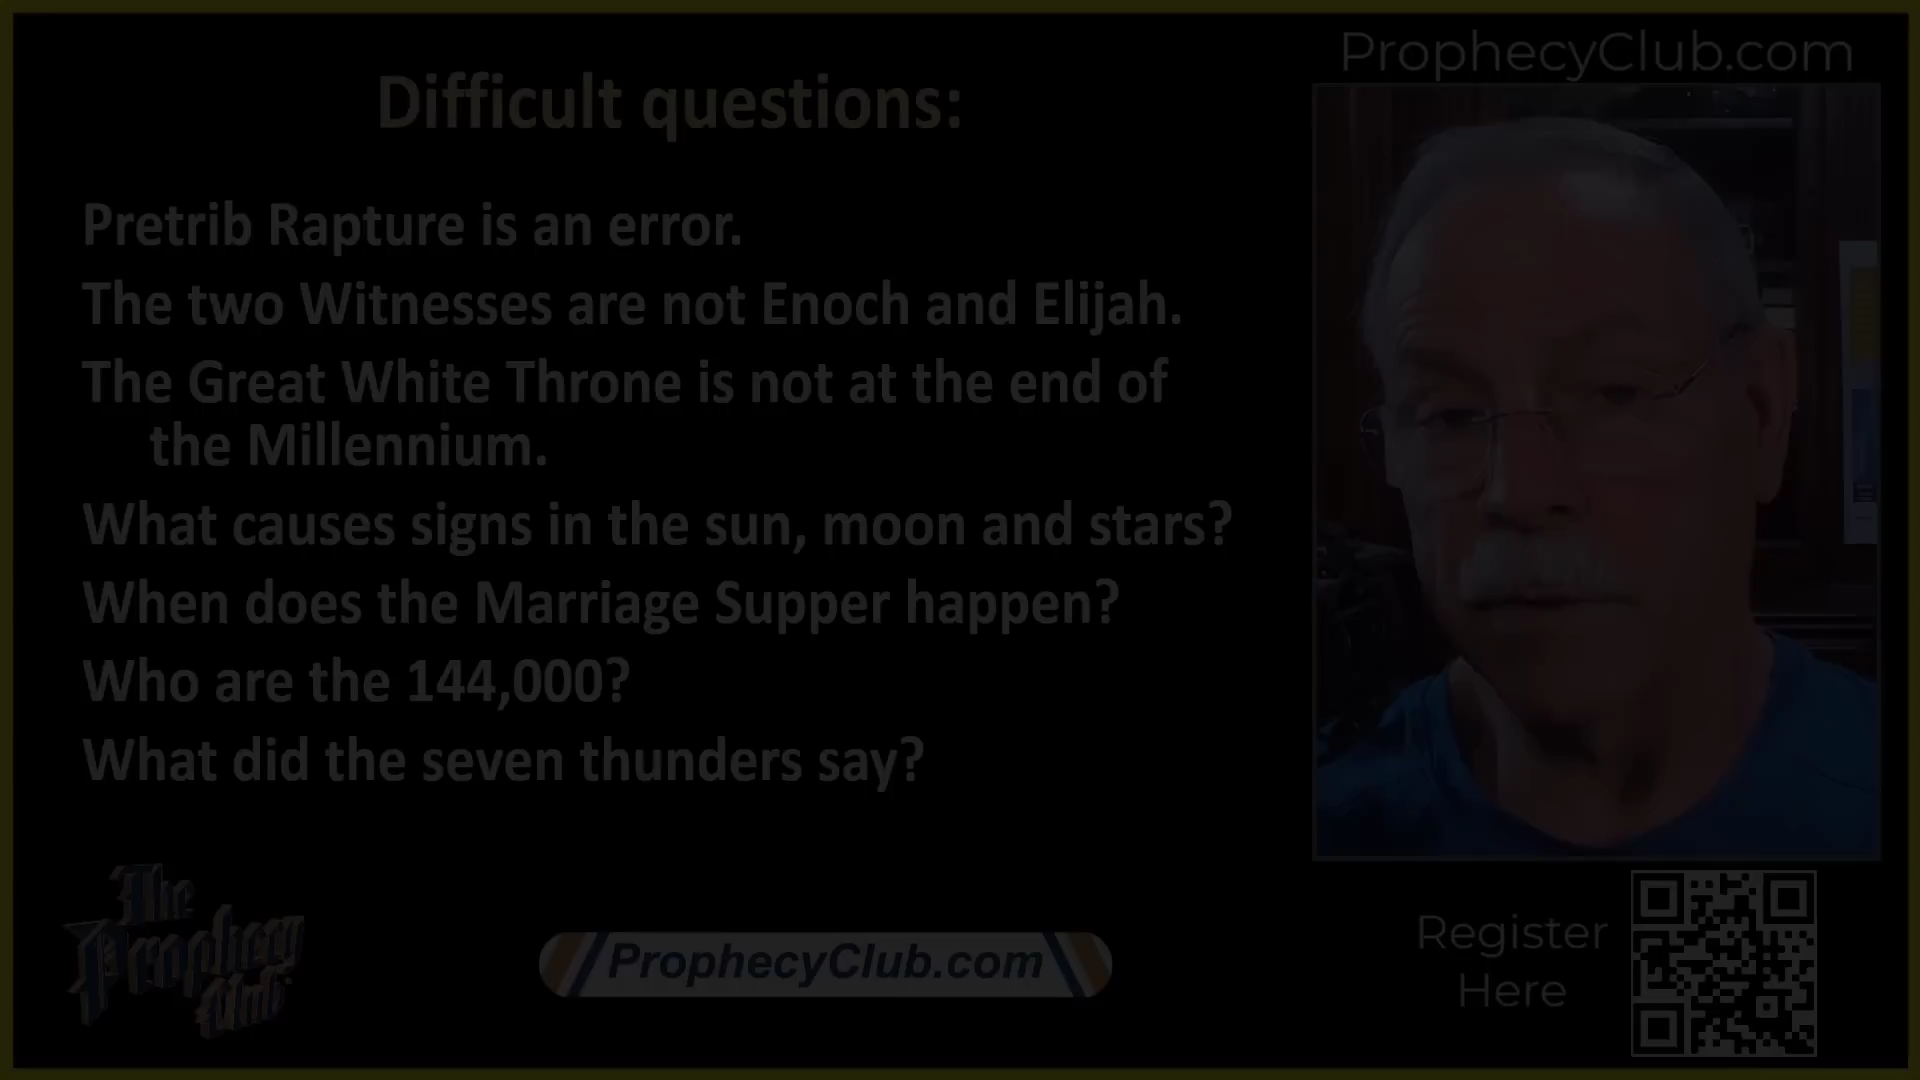 ProphecyClub.com
Difficult questions:
Pretrib Rapture is an error.
The two Witnesses are not Enoch and Elijah.
The Great White Throne is not at the end of
the Millennium.
What causes signs in the sun, moon and stars?
When does the Marriage Supper happen?
Who are the 144,000?
What did the seven thunders say?
The
Prophecy
Club
ProphecyClub.com
Register
Here